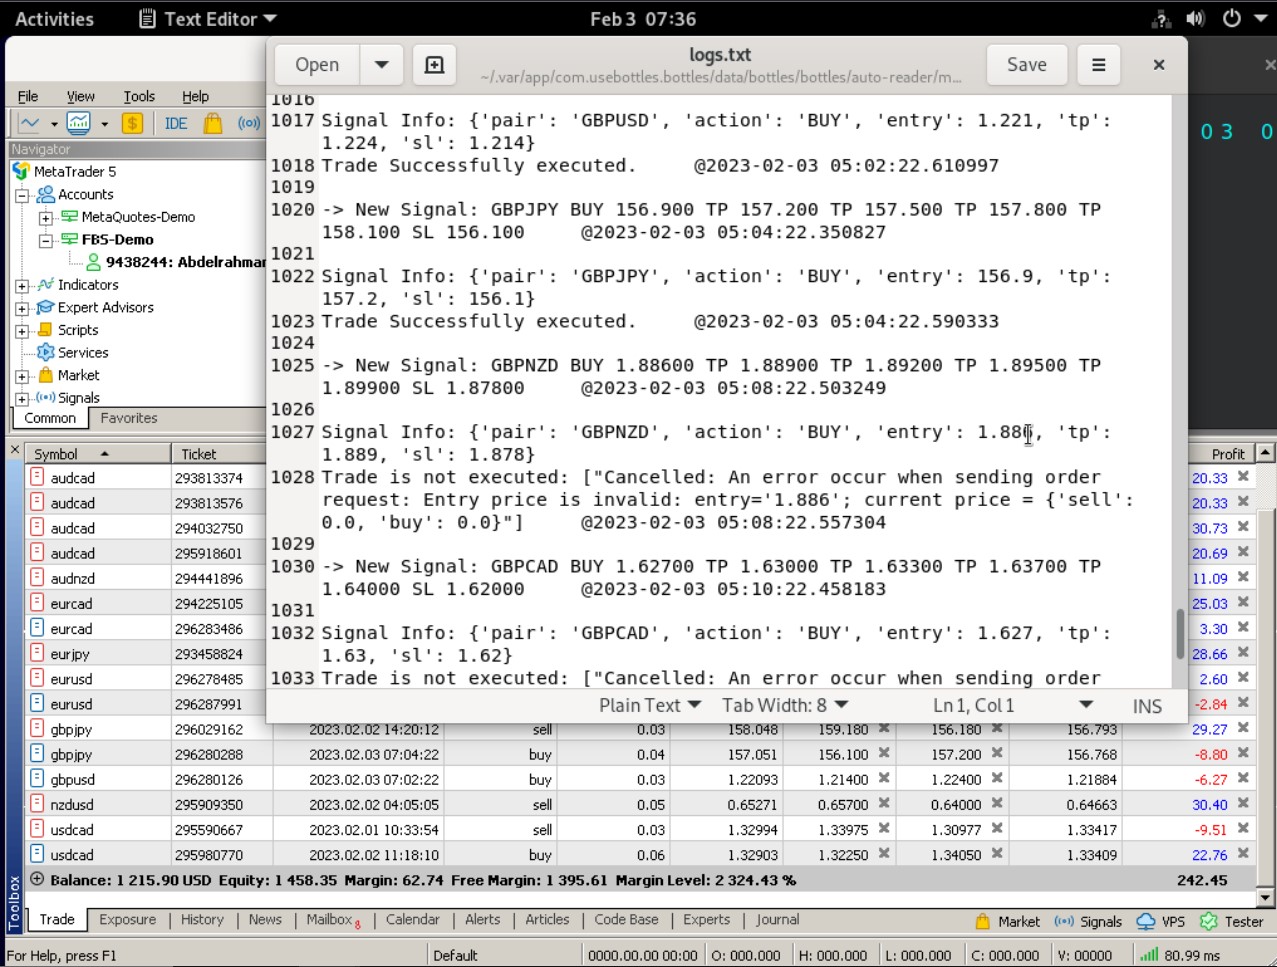 Activities Text Editor Feb 3 07:36
Open logs.txt Save
~/.var/app/com.usebottles.bottles/data/bottles/bottles/auto-reader/m...
File View Tools Help
IDE
Navigator
MetaTrader 5
Accounts
MetaQuotes-Demo
FBS-Demo
9438244: Abdelrahma
Indicators
Expert Advisors
Scripts
Services
Market
Signals
Common Favorites
03 0
1016
1017 Signal Info: {'pair': 'GBPUSD', 'action': 'BUY', 'entry': 1.221, 'tp':
1.224, 'sl': 1.214}
1018 Trade Successfully executed. @2023-02-03 05:02:22.610997
1019
1020 -> New Signal: GBPJPY BUY 156.900 TP 157.200 TP 157.500 TP 157.800 TP
158.100 SL 156.100 @2023-02-03 05:04:22.350827
1021
1022 Signal Info: {'pair': 'GBPJPY', 'action': 'BUY', 'entry': 156.9, 'tp':
157.2, 'sl': 156.1}
1023 Trade Successfully executed. @2023-02-03 05:04:22.590333
1024
1025 -> New Signal: GBPNZD BUY 1.88600 TP 1.88900 TP 1.89200 TP 1.89500 TP
1.89900 SL 1.87800 @2023-02-03 05:08:22.503249
1026
1027 Signal Info: {'pair': 'GBPNZD', 'action': 'BUY', 'entry': 1.886, 'tp':
1.889, 'sl': 1.878}
1028 Trade is not executed: ["Cancelled: An error occur when sending order
request: Entry price is invalid: entry='1.886'; current price = {'sell':
0.0, 'buy': 0.0}"] @2023-02-03 05:08:22.557304
1029
1030 -> New Signal: GBPCAD BUY 1.62700 TP 1.63000 TP 1.63300 TP 1.63700 TP
1.64000 SL 1.62000 @2023-02-03 05:10:22.458183
1031
1032 Signal Info: {'pair': 'GBPCAD', 'action': 'BUY', 'entry': 1.627, 'tp':
1.63, 'sl': 1.62}
1033 Trade is not executed: ["Cancelled: An error occur when sending order
Plain Text Tab Width: 8 Ln 1, Col 1 INS
Symbol Ticket Profit
audcad 293813374 20.33
audcad 293813576 20.33
audcad 294032750 30.73
audcad 295918601 20.69
audnzd 294441896 11.09
eurcad 294225105 25.03
eurcad 296283486 3.30
eurjpy 293458824 28.66
eurusd 296278485 2.60
eurusd 296287991 -2.84
gbpjpy 296029162 2023.02.02 14:20:12 sell 0.03 158.048 159.180 156.180 156.793 29.27
gbpjpy 296280288 2023.02.03 07:04:22 buy 0.04 157.051 156.100 157.200 156.768 -8.80
gbpusd 296280126 2023.02.03 07:02:22 buy 0.03 1.22093 1.21400 1.22400 1.21884 -6.27
nzdusd 295909350 2023.02.02 04:05:05 sell 0.05 0.65271 0.65700 0.64000 0.64663 30.40
usdcad 295590667 2023.02.01 10:33:54 sell 0.03 1.32994 1.33975 1.30977 1.33417 -9.51
usdcad 295980770 2023.02.02 11:18:10 buy 0.06 1.32903 1.32250 1.34050 1.33409 22.76
Balance: 1 215.90 USD Equity: 1 458.35 Margin: 62.74 Free Margin: 1 395.61 Margin Level: 2 324.43 % 242.45
Toolbox
Trade Exposure History News Mailbox 8 Calendar Alerts Articles Code Base Experts Journal Market Signals VPS Tester
For Help, press F1 Default 0000.00.00 00:00 O: 000.000 H: 000.000 L: 000.000 C: 000.000 V: 00000 80.99 ms